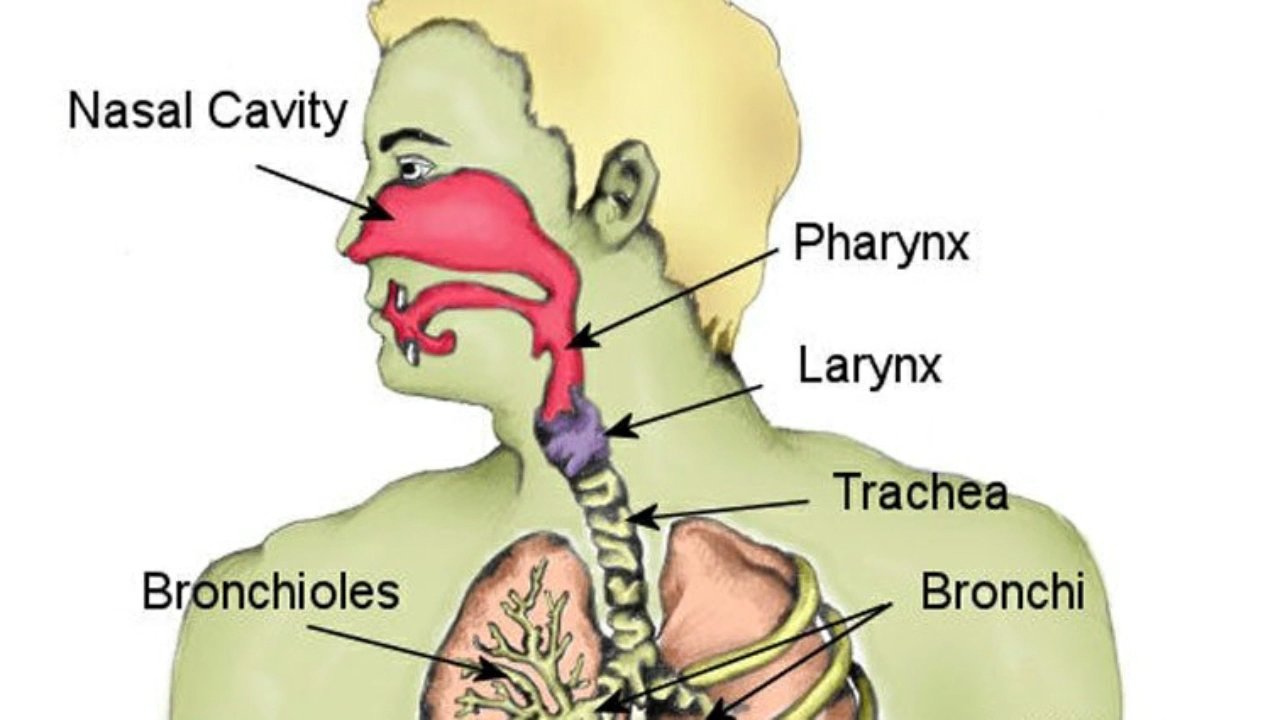 Nasal Cavity
Pharynx
Larynx
Trachea
Bronchioles
Bronchi